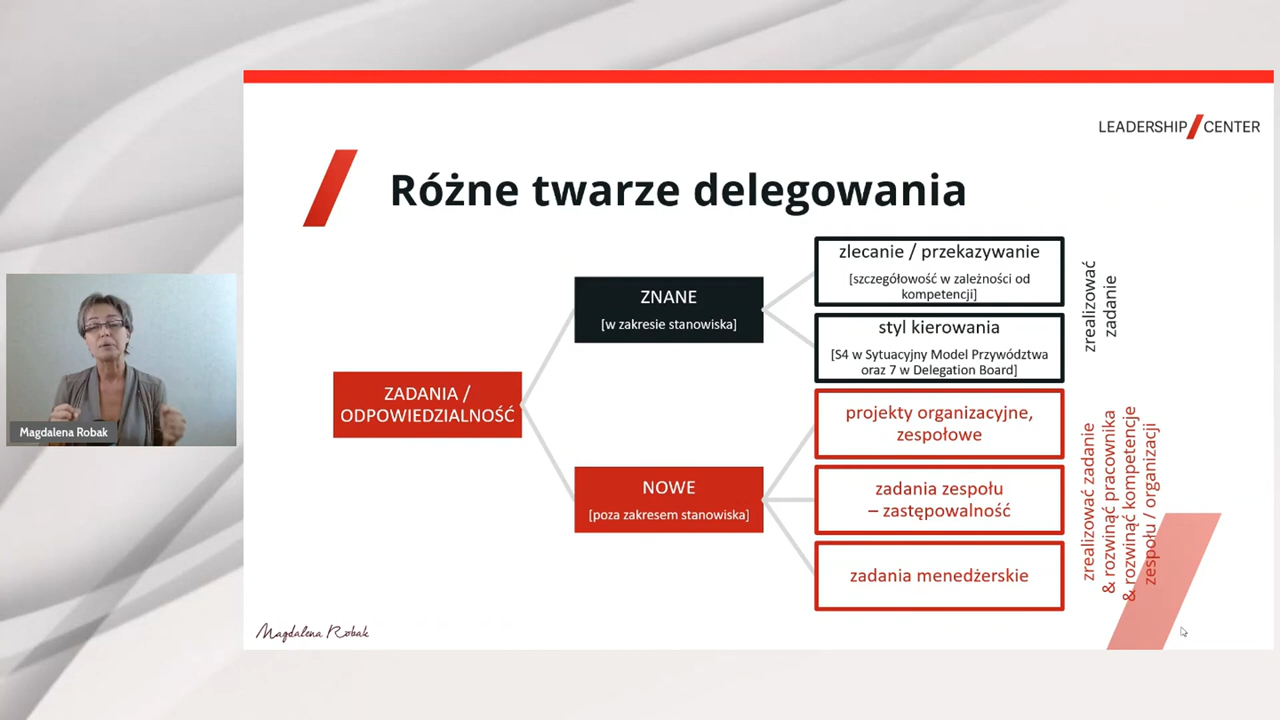 LEADERSHIP CENTER
Różne twarze delegowania
Magdalena Robak
ZADANIA /
ODPOWIEDZIALNOŚĆ
ZNANE
[w zakresie stanowiska]
zlecanie / przekazywanie
[szczegółowość w zależności od
kompetencji]
styl kierowania
[S4 w Sytuacyjny Model Przywództwa
oraz 7 w Delegation Board]
zrealizować
zadanie
NOWE
[poza zakresem stanowiska]
projekty organizacyjne,
zespołowe
zadania zespołu
– zastępowalność
zadania menedżerskie
zrealizować zadanie
& rozwinąć pracownika
& rozwinąć kompetencje
zespołu / organizacji
Magdalena Robak